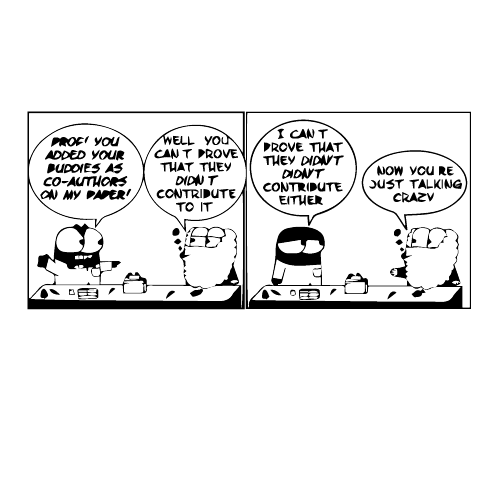 PROF! YOU
ADDED YOUR
BUDDIES AS
CO-AUTHORS
ON MY PAPER!
WELL YOU
CAN T PROVE
THAT THEY
DIDN T
CONTRIBUTE
TO IT
I CAN T
PROVE THAT
THEY DIDN'T
DIDN'T
CONTRIBUTE
EITHER
NOW YOU RE
JUST TALKING
CRAZY